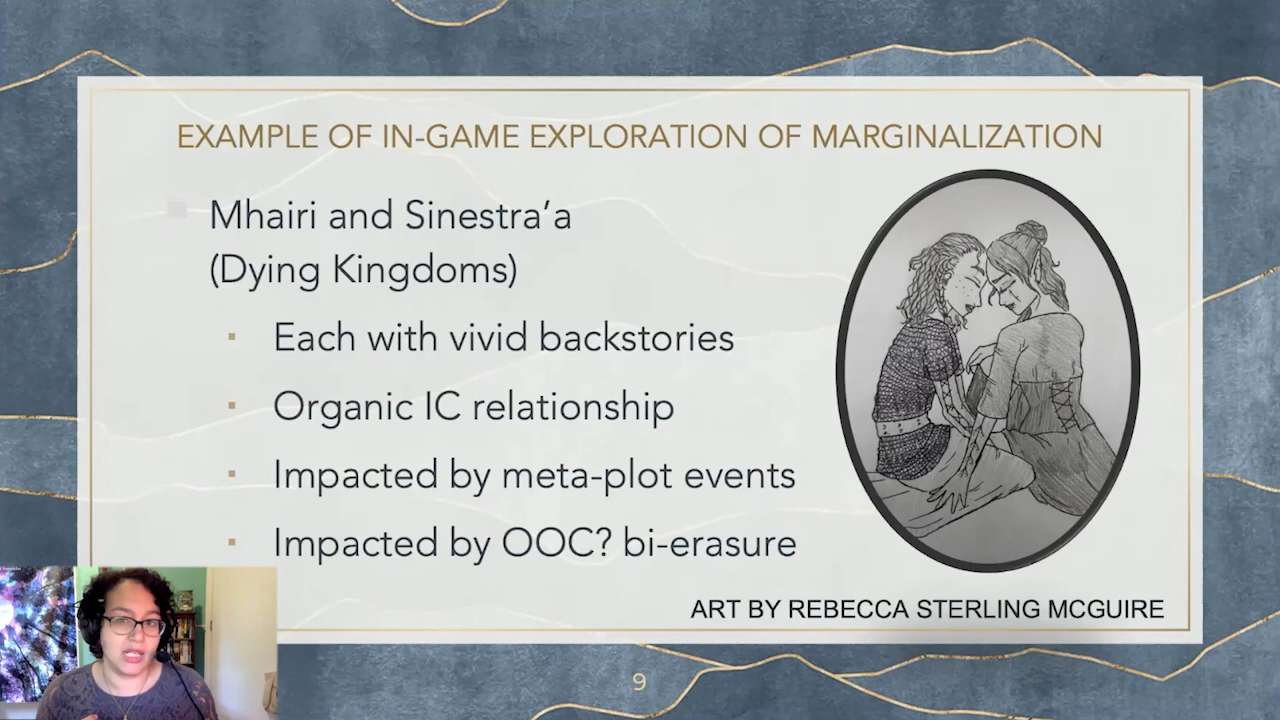 EXAMPLE OF IN-GAME EXPLORATION OF MARGINALIZATION
Mhairi and Sinestra’a
(Dying Kingdoms)
Each with vivid backstories
Organic IC relationship
Impacted by meta-plot events
Impacted by OOC? bi-erasure
ART BY REBECCA STERLING MCGUIRE
9